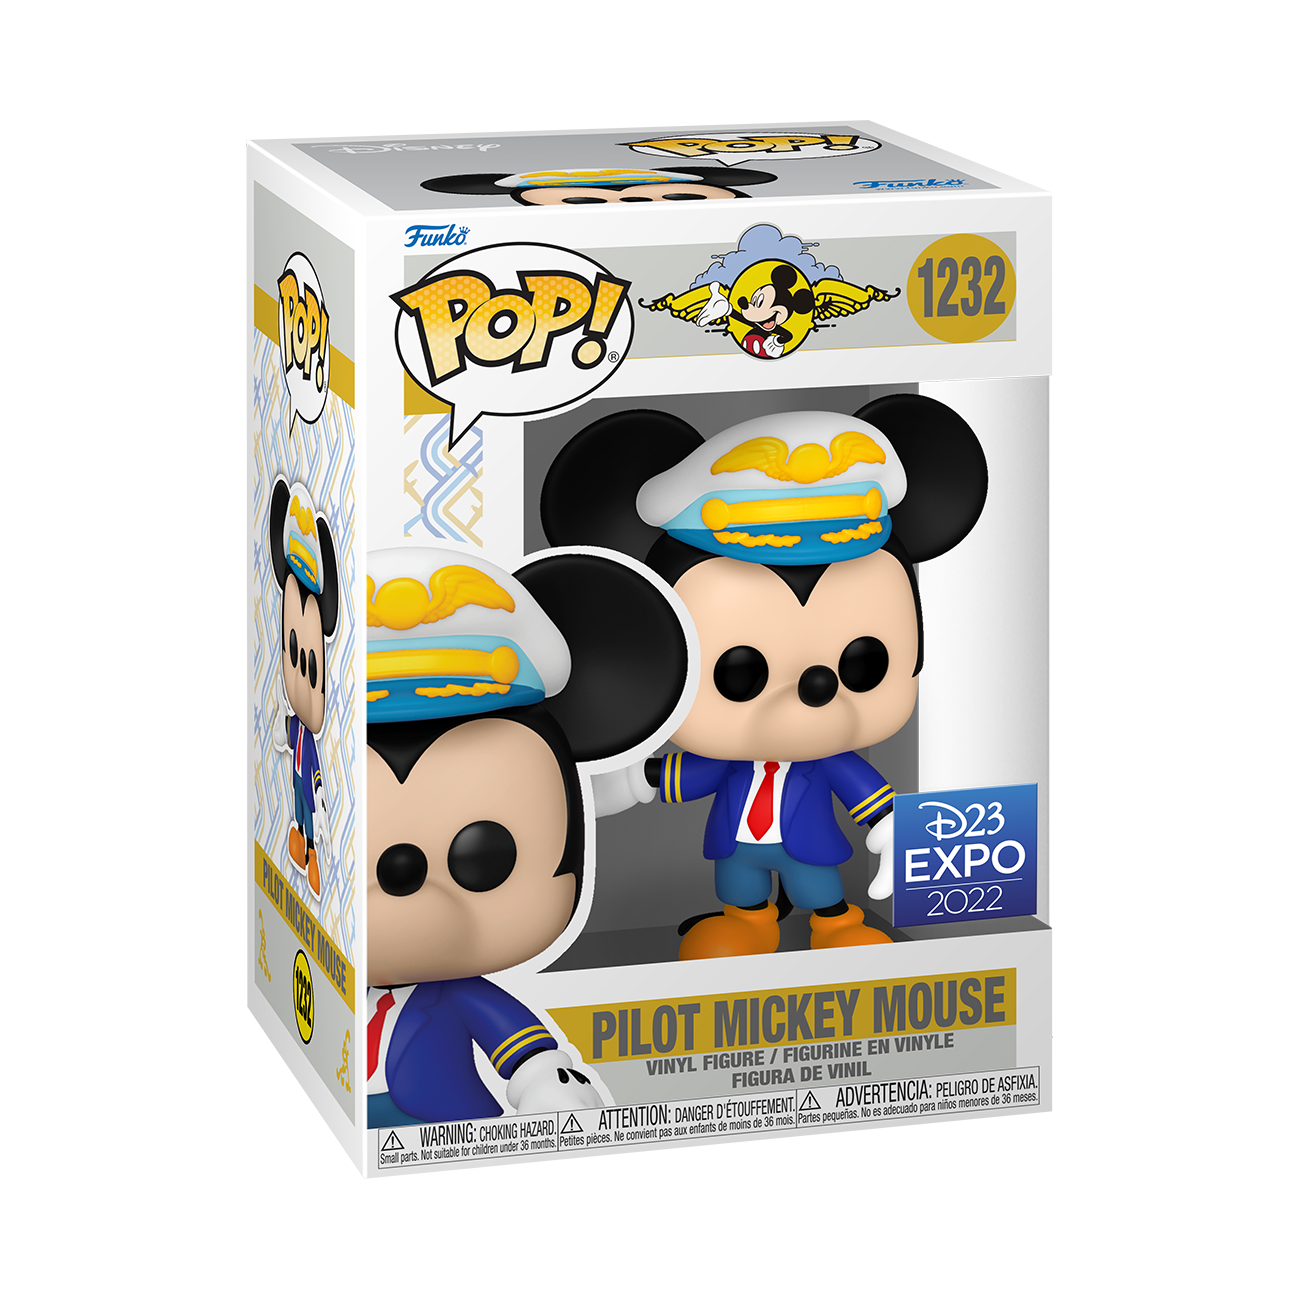 Disney
POP!
Funko
Funko
POP!®
1232
POP!
D23
EXPO
2022
PILOT MICKEY MOUSE
1232
PILOT MICKEY MOUSE
VINYL FIGURE / FIGURINE EN VINYLE
FIGURA DE VINIL
WARNING: CHOKING HAZARD.
Small parts. Not suitable for children under 36 months.
ATTENTION: DANGER D'ÉTOUFFEMENT.
Petites pièces. Ne convient pas aux enfants de moins de 36 mois.
ADVERTENCIA: PELIGRO DE ASFIXIA.
Partes pequeñas. No es adecuado para niños menores de 36 meses.